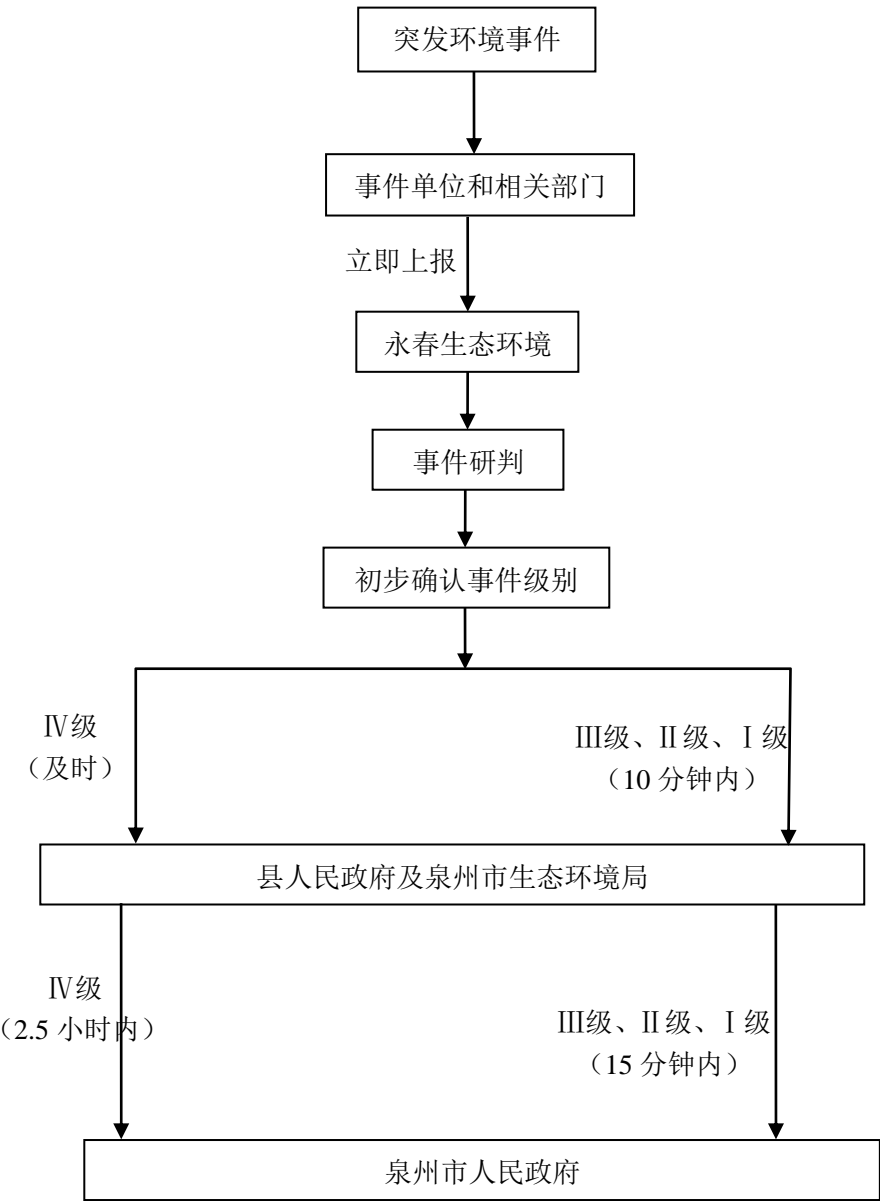 突发环境事件
事件单位和相关部门
立即上报
永春生态环境
事件研判
初步确认事件级别
Ⅳ级
（及时）
Ⅲ级、Ⅱ级、Ⅰ级
（10 分钟内）
县人民政府及泉州市生态环境局
Ⅳ级
（2.5 小时内）
Ⅲ级、Ⅱ级、Ⅰ级
（15 分钟内）
泉州市人民政府